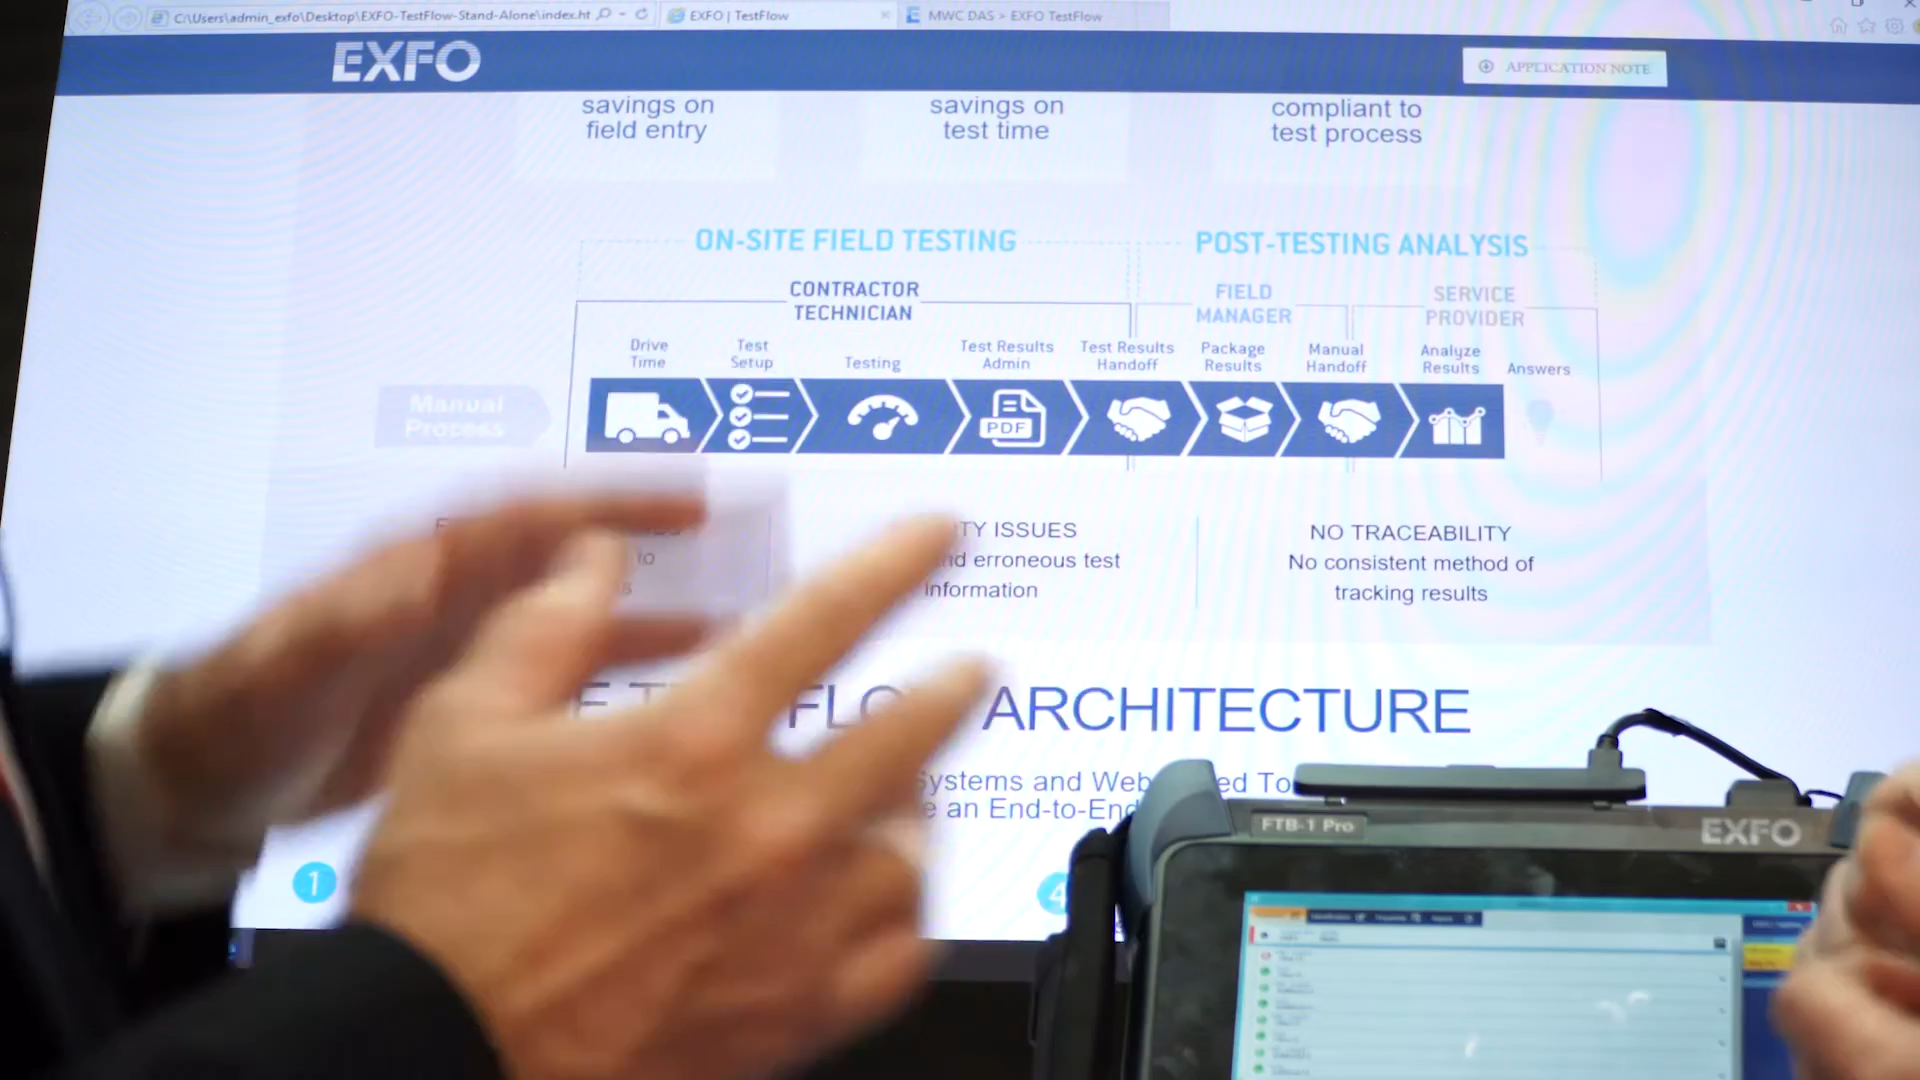 C:\Users\admin_exfo\Desktop\EXFO-TestFlow-Stand-Alone\index.ht
EXFO | TestFlow
MWC DAS > EXFO TestFlow
EXFO
APPLICATION NOTE
savings on
field entry
savings on
test time
compliant to
test process
ON-SITE FIELD TESTING
POST-TESTING ANALYSIS
CONTRACTOR
TECHNICIAN
FIELD
MANAGER
SERVICE
PROVIDER
Drive
Time
Test
Setup
Testing
Test Results
Admin
Test Results
Handoff
Package
Results
Manual
Handoff
Analyze
Results
Answers
Manual
Process
PDF
TY ISSUES
nd erroneous test
information
NO TRACEABILITY
No consistent method of
tracking results
FLO ARCHITECTURE
Systems and Web ed To
e an End-to-End
1
4
FTB-1 Pro
EXFO